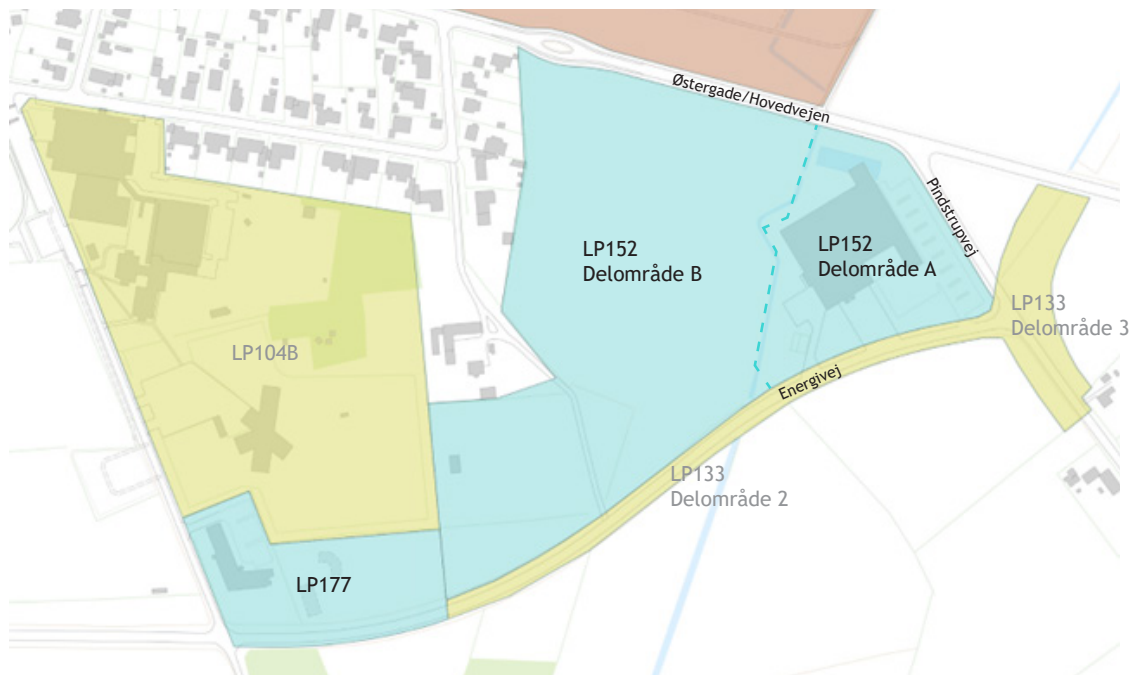 Østergade/Hovedvejen
Pindstrupvej
LP152
Delområde B
LP152
Delområde A
LP133
Delområde 3
LP104B
Energivej
LP133
Delområde 2
LP177